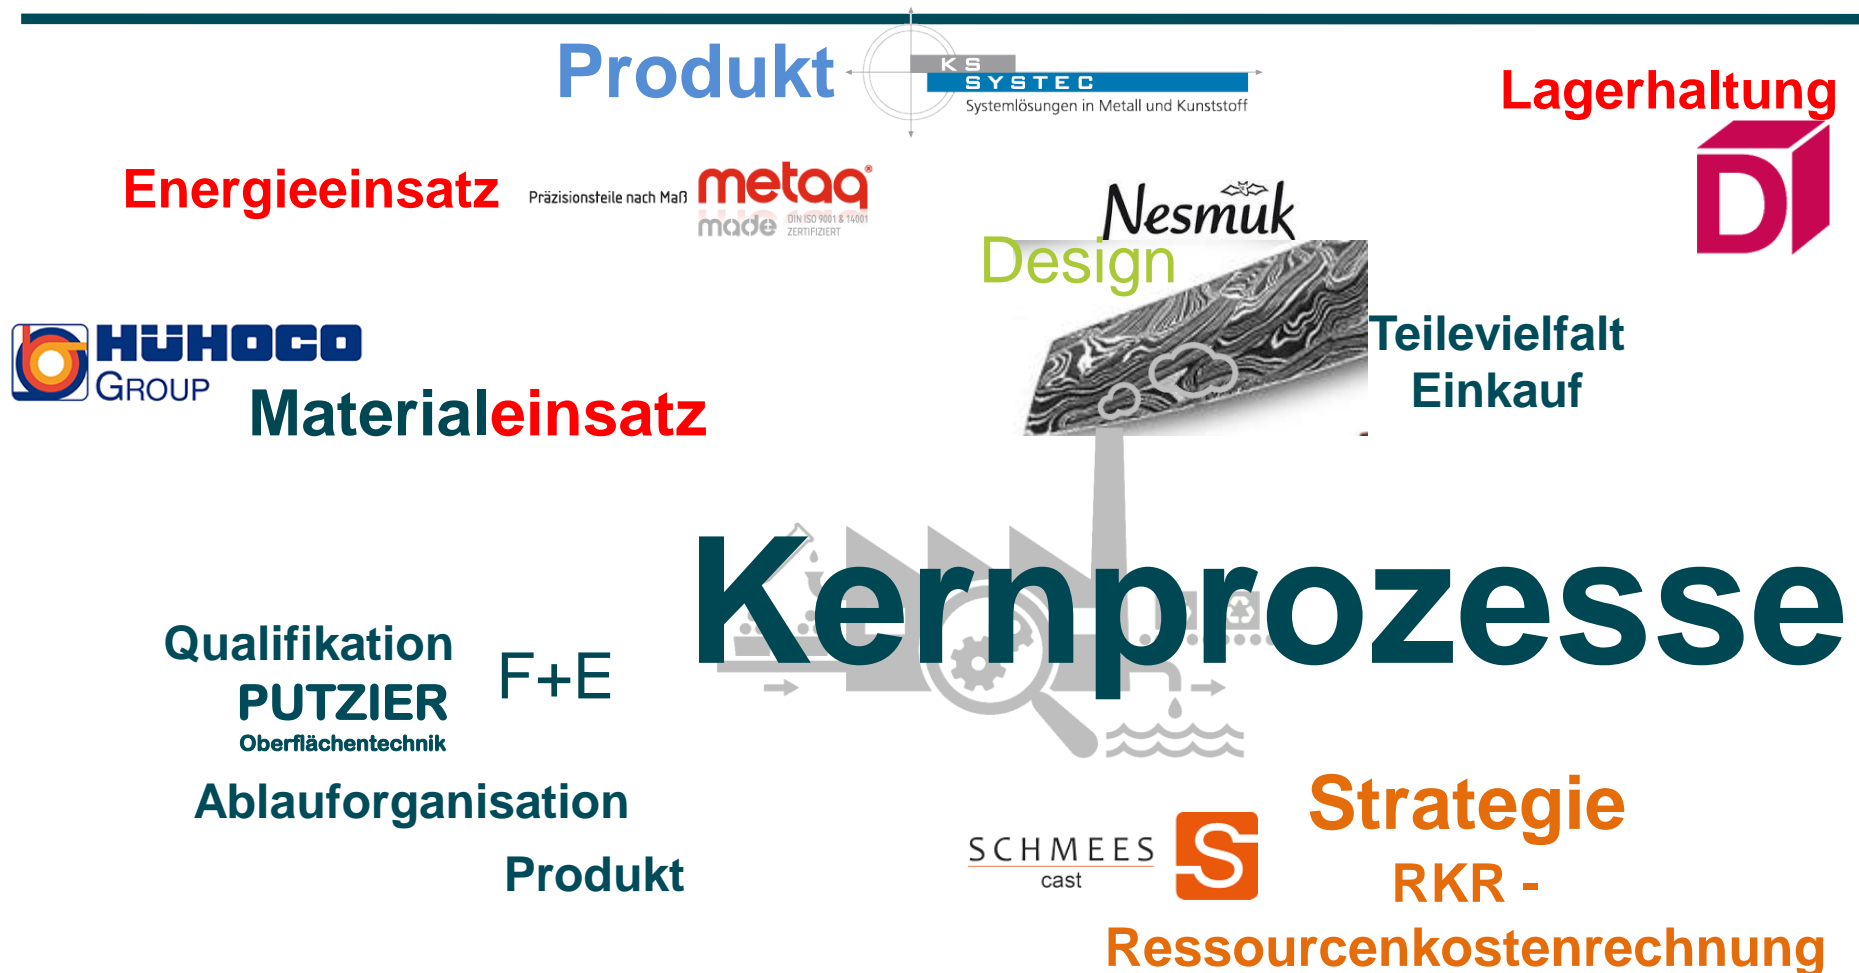 Produkt
KS
SYSTEC
Systemlösungen in Metall und Kunststoff
Lagerhaltung
D
Energieeinsatz
Präzisionsteile nach Maß
metaq®
made
DIN ISO 9001 & 14001
ZERTIFIZIERT
Nesmuk
Design
HÜHOCO
GROUP
Materialeinsatz
Teilevielfalt
Einkauf
Kernprozesse
Qualifikation
PUTZIER
Oberflächentechnik
F+E
Ablauforganisation
Produkt
SCHMEES
cast
S
Strategie
RKR -
Ressourcenkostenrechnung